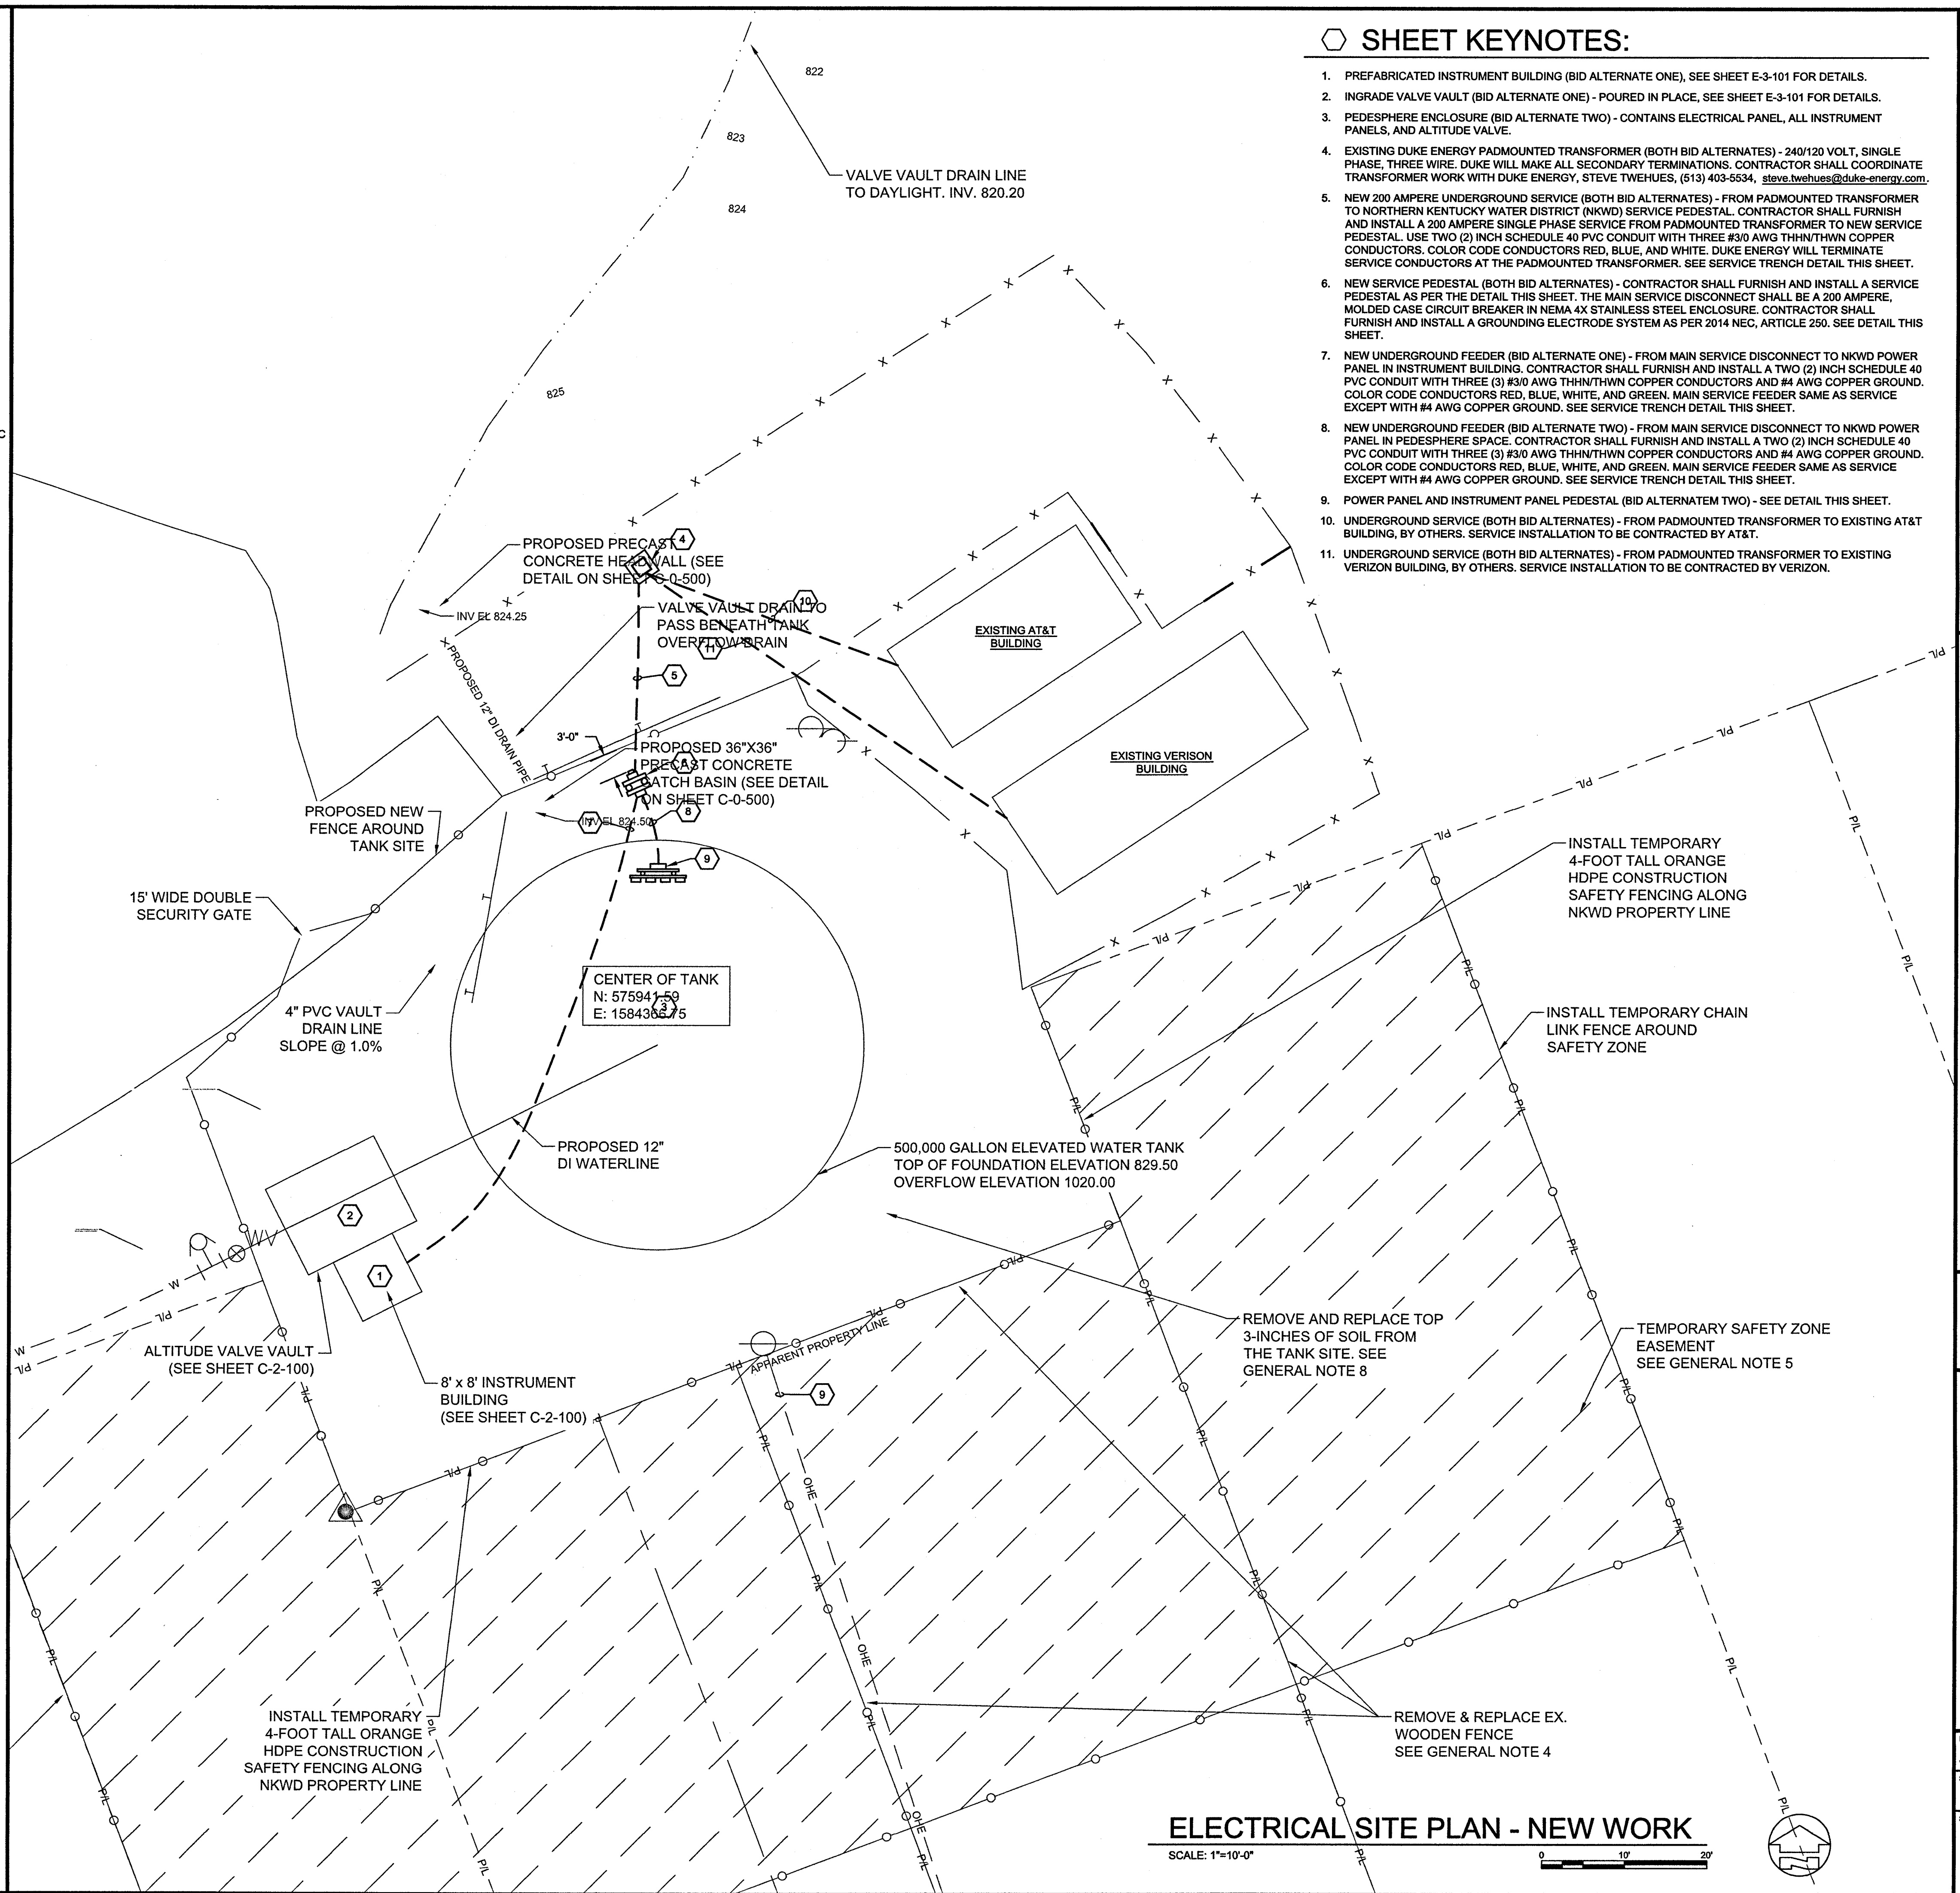 SHEET KEYNOTES:
1. PREFABRICATED INSTRUMENT BUILDING (BID ALTERNATE ONE), SEE SHEET E-3-101 FOR DETAILS.
2. INGRADE VALVE VAULT (BID ALTERNATE ONE) - POURED IN PLACE, SEE SHEET E-3-101 FOR DETAILS.
3. PEDESPHERE ENCLOSURE (BID ALTERNATE TWO) - CONTAINS ELECTRICAL PANEL, ALL INSTRUMENT
PANELS, AND ALTITUDE VALVE.
4. EXISTING DUKE ENERGY PADMOUNTED TRANSFORMER (BOTH BID ALTERNATES) - 240/120 VOLT, SINGLE
PHASE, THREE WIRE. DUKE WILL MAKE ALL SECONDARY TERMINATIONS. CONTRACTOR SHALL COORDINATE
TRANSFORMER WORK WITH DUKE ENERGY, STEVE TWEHUES, (513) 403-5534, steve.twehues@duke-energy.com.
5. NEW 200 AMPERE UNDERGROUND SERVICE (BOTH BID ALTERNATES) - FROM PADMOUNTED TRANSFORMER
TO NORTHERN KENTUCKY WATER DISTRICT (NKWD) SERVICE PEDESTAL. CONTRACTOR SHALL FURNISH
AND INSTALL A 200 AMPERE SINGLE PHASE SERVICE FROM PADMOUNTED TRANSFORMER TO NEW SERVICE
PEDESTAL. USE TWO (2) INCH SCHEDULE 40 PVC CONDUIT WITH THREE #3/0 AWG THHN/THWN COPPER
CONDUCTORS. COLOR CODE CONDUCTORS RED, BLUE, AND WHITE. DUKE ENERGY WILL TERMINATE
SERVICE CONDUCTORS AT THE PADMOUNTED TRANSFORMER. SEE SERVICE TRENCH DETAIL THIS SHEET.
6. NEW SERVICE PEDESTAL (BOTH BID ALTERNATES) - CONTRACTOR SHALL FURNISH AND INSTALL A SERVICE
PEDESTAL AS PER THE DETAIL THIS SHEET. THE MAIN SERVICE DISCONNECT SHALL BE A 200 AMPERE,
MOLDED CASE CIRCUIT BREAKER IN NEMA 4X STAINLESS STEEL ENCLOSURE. CONTRACTOR SHALL
FURNISH AND INSTALL A GROUNDING ELECTRODE SYSTEM AS PER 2014 NEC, ARTICLE 250. SEE DETAIL THIS
SHEET.
7. NEW UNDERGROUND FEEDER (BID ALTERNATE ONE) - FROM MAIN SERVICE DISCONNECT TO NKWD POWER
PANEL IN INSTRUMENT BUILDING. CONTRACTOR SHALL FURNISH AND INSTALL A TWO (2) INCH SCHEDULE 40
PVC CONDUIT WITH THREE (3) #3/0 AWG THHN/THWN COPPER CONDUCTORS AND #4 AWG COPPER GROUND.
COLOR CODE CONDUCTORS RED, BLUE, WHITE, AND GREEN. MAIN SERVICE FEEDER SAME AS SERVICE
EXCEPT WITH #4 AWG COPPER GROUND. SEE SERVICE TRENCH DETAIL THIS SHEET.
8. NEW UNDERGROUND FEEDER (BID ALTERNATE TWO) - FROM MAIN SERVICE DISCONNECT TO NKWD POWER
PANEL IN PEDESPHERE SPACE. CONTRACTOR SHALL FURNISH AND INSTALL A TWO (2) INCH SCHEDULE 40
PVC CONDUIT WITH THREE (3) #3/0 AWG THHN/THWN COPPER CONDUCTORS AND #4 AWG COPPER GROUND.
COLOR CODE CONDUCTORS RED, BLUE, WHITE, AND GREEN. MAIN SERVICE FEEDER SAME AS SERVICE
EXCEPT WITH #4 AWG COPPER GROUND. SEE SERVICE TRENCH DETAIL THIS SHEET.
9. POWER PANEL AND INSTRUMENT PANEL PEDESTAL (BID ALTERNATEM TWO) - SEE DETAIL THIS SHEET.
10. UNDERGROUND SERVICE (BOTH BID ALTERNATES) - FROM PADMOUNTED TRANSFORMER TO EXISTING AT&T
BUILDING, BY OTHERS. SERVICE INSTALLATION TO BE CONTRACTED BY AT&T.
11. UNDERGROUND SERVICE (BOTH BID ALTERNATES) - FROM PADMOUNTED TRANSFORMER TO EXISTING
VERIZON BUILDING, BY OTHERS. SERVICE INSTALLATION TO BE CONTRACTED BY VERIZON.
822
823
824
825
VALVE VAULT DRAIN LINE
TO DAYLIGHT. INV. 820.20
PROPOSED PRECAST
CONCRETE HEADWALL (SEE
DETAIL ON SHEET C-0-500)
4
INV EL 824.25
VALVE VAULT DRAIN TO
PASS BENEATH TANK
OVERFLOW DRAIN
10
11
5
PROPOSED 12" DI DRAIN PIPE
EXISTING AT&T
BUILDING
EXISTING VERISON
BUILDING
3'-0"
PROPOSED 36"X36"
PRECAST CONCRETE
CATCH BASIN (SEE DETAIL
ON SHEET C-0-500)
6
INV EL 824.50
7
8
9
PROPOSED NEW
FENCE AROUND
TANK SITE
15' WIDE DOUBLE
SECURITY GATE
4" PVC VAULT
DRAIN LINE
SLOPE @ 1.0%
CENTER OF TANK
N: 575941.59
E: 1584366.75
3
INSTALL TEMPORARY
4-FOOT TALL ORANGE
HDPE CONSTRUCTION
SAFETY FENCING ALONG
NKWD PROPERTY LINE
INSTALL TEMPORARY CHAIN
LINK FENCE AROUND
SAFETY ZONE
PROPOSED 12"
DI WATERLINE
500,000 GALLON ELEVATED WATER TANK
TOP OF FOUNDATION ELEVATION 829.50
OVERFLOW ELEVATION 1020.00
2
1
W
W
P/L
P/L
ALTITUDE VALVE VAULT
(SEE SHEET C-2-100)
8' x 8' INSTRUMENT
BUILDING
(SEE SHEET C-2-100)
APPARENT PROPERTY LINE
9
REMOVE AND REPLACE TOP
3-INCHES OF SOIL FROM
THE TANK SITE. SEE
GENERAL NOTE 8
TEMPORARY SAFETY ZONE
EASEMENT
SEE GENERAL NOTE 5
OHE
OHE
OHE
INSTALL TEMPORARY
4-FOOT TALL ORANGE
HDPE CONSTRUCTION
SAFETY FENCING ALONG
NKWD PROPERTY LINE
REMOVE & REPLACE EX.
WOODEN FENCE
SEE GENERAL NOTE 4
ELECTRICAL SITE PLAN - NEW WORK
SCALE: 1"=10'-0"
0 10' 20'